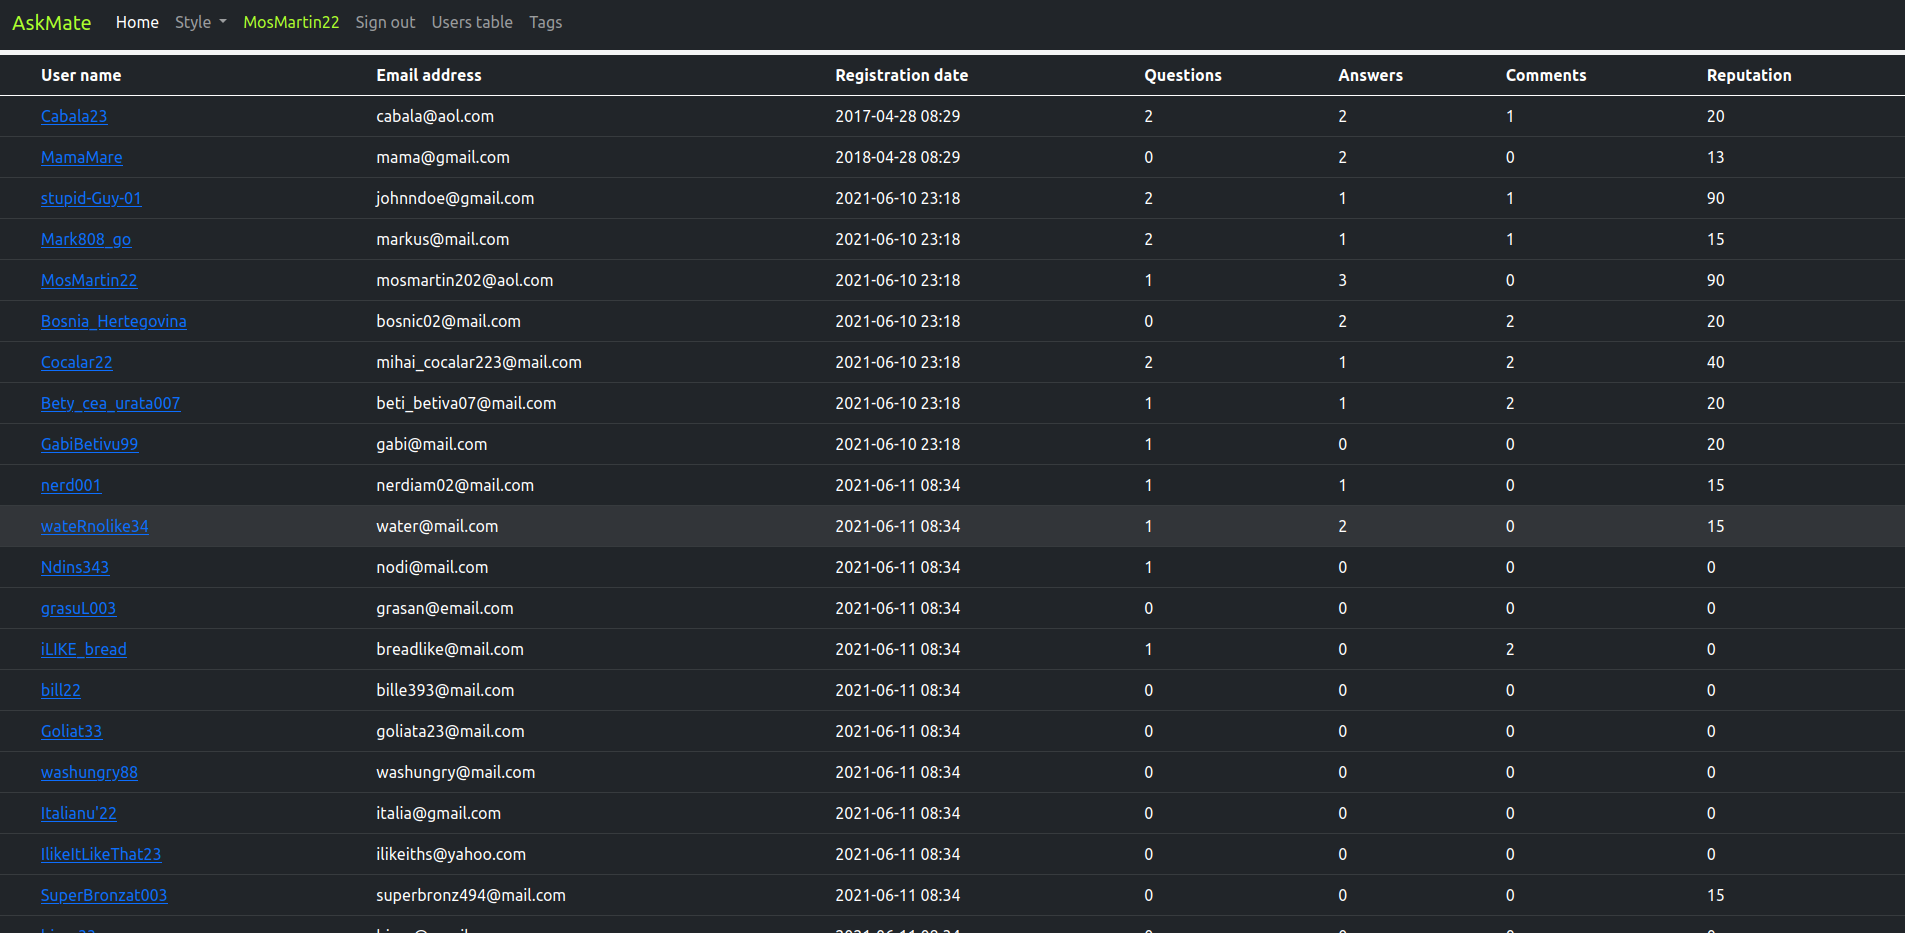 AskMate Home Style MosMartin22 Sign out Users table Tags
User name Email address Registration date Questions Answers Comments Reputation
Cabala23 cabala@aol.com 2017-04-28 08:29 2 2 1 20
MamaMare mama@gmail.com 2018-04-28 08:29 0 2 0 13
stupid-Guy-01 johnndoe@gmail.com 2021-06-10 23:18 2 1 1 90
Mark808_go markus@mail.com 2021-06-10 23:18 2 1 1 15
MosMartin22 mosmartin202@aol.com 2021-06-10 23:18 1 3 0 90
Bosnia_Hertegovina bosnic02@mail.com 2021-06-10 23:18 0 2 2 20
Cocalar22 mihai_cocalar223@mail.com 2021-06-10 23:18 2 1 2 40
Bety_cea_urata007 beti_betiva07@mail.com 2021-06-10 23:18 1 1 2 20
GabiBetivu99 gabi@mail.com 2021-06-10 23:18 1 0 0 20
nerd001 nerdiam02@mail.com 2021-06-11 08:34 1 1 0 15
wateRnolike34 water@mail.com 2021-06-11 08:34 1 2 0 15
Ndins343 nodi@mail.com 2021-06-11 08:34 1 0 0 0
grasuL003 grasan@email.com 2021-06-11 08:34 0 0 0 0
iLIKE_bread breadlike@mail.com 2021-06-11 08:34 1 0 2 0
bill22 bille393@mail.com 2021-06-11 08:34 0 0 0 0
Goliat33 goliata23@mail.com 2021-06-11 08:34 0 0 0 0
washungry88 washungry@mail.com 2021-06-11 08:34 0 0 0 0
Italianu'22 italia@gmail.com 2021-06-11 08:34 0 0 0 0
IlikeItLikeThat23 ilikeiths@yahoo.com 2021-06-11 08:34 0 0 0 0
SuperBronzat003 superbronz494@mail.com 2021-06-11 08:34 0 0 0 15